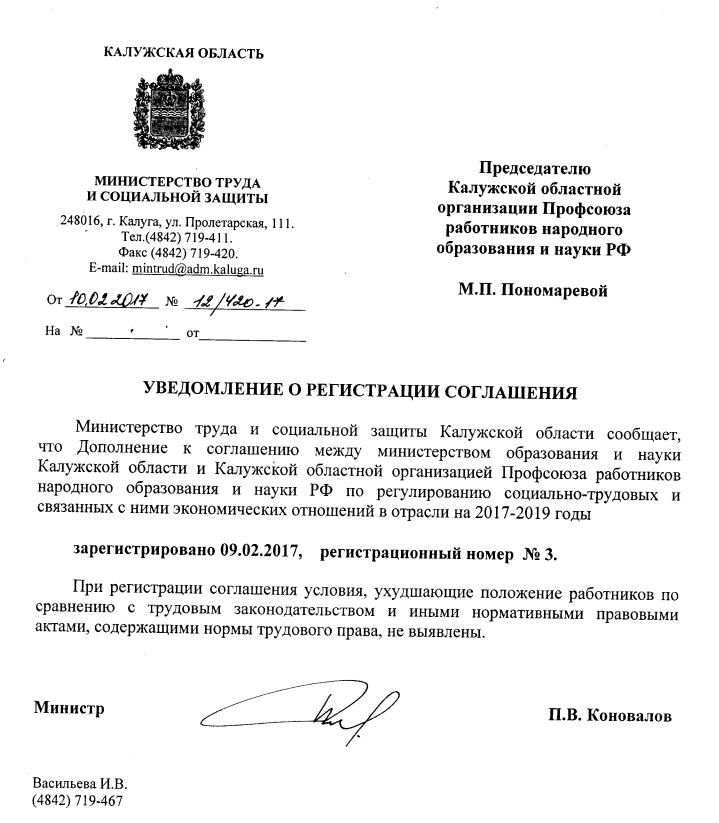 КАЛУЖСКАЯ ОБЛАСТЬ
МИНИСТЕРСТВО ТРУДА
И СОЦИАЛЬНОЙ ЗАЩИТЫ
248016, г. Калуга, ул. Пролетарская, 111.
Тел.(4842) 719-411.
Факс (4842) 719-420.
E-mail: mintrud@adm.kaluga.ru
От 10.02.2017 № 12/420-17
На № от
Председателю
Калужской областной
организации Профсоюза
работников народного
образования и науки РФ
М.П. Пономаревой
УВЕДОМЛЕНИЕ О РЕГИСТРАЦИИ СОГЛАШЕНИЯ
Министерство труда и социальной защиты Калужской области сообщает,
что Дополнение к соглашению между министерством образования и науки
Калужской области и Калужской областной организацией Профсоюза работников
народного образования и науки РФ по регулированию социально-трудовых и
связанных с ними экономических отношений в отрасли на 2017-2019 годы
зарегистрировано 09.02.2017, регистрационный номер № 3.
При регистрации соглашения условия, ухудшающие положение работников по
сравнению с трудовым законодательством и иными нормативными правовыми
актами, содержащими нормы трудового права, не выявлены.
Министр П.В. Коновалов
Васильева И.В.
(4842) 719-467